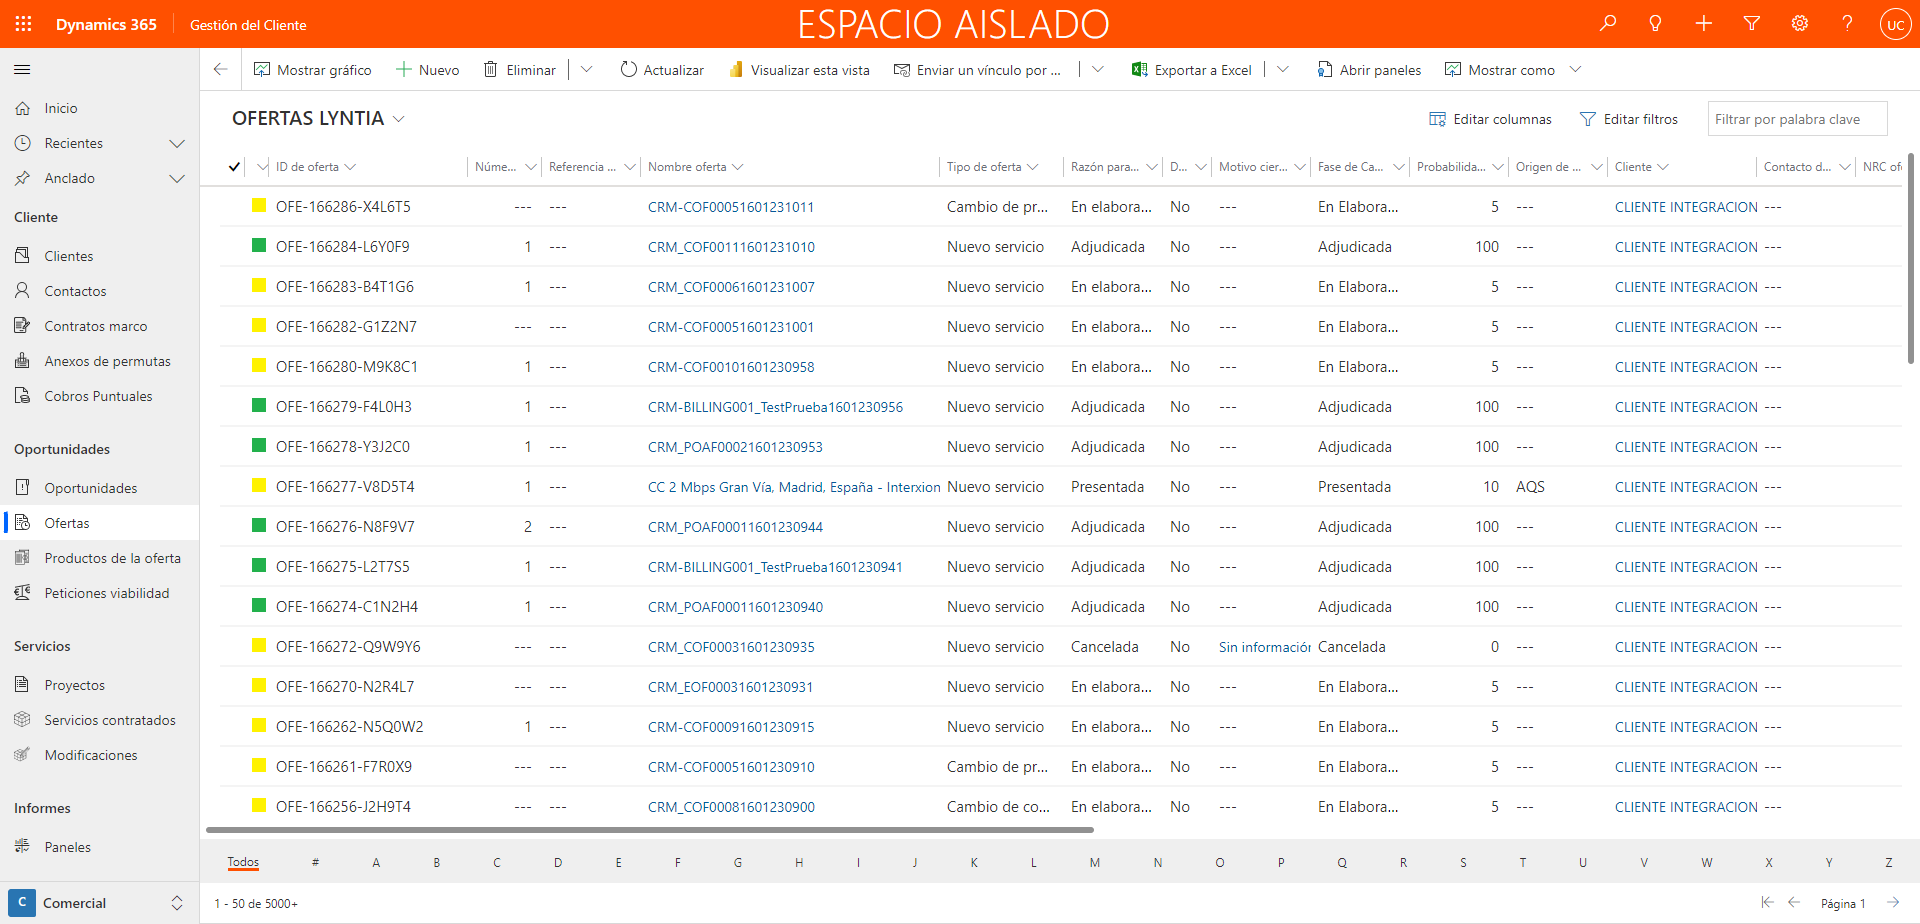 Dynamics 365
Gestión del Cliente
ESPACIO AISLADO
UC
Mostrar gráfico
Nuevo
Eliminar
Actualizar
Visualizar esta vista
Enviar un vínculo por ...
Exportar a Excel
Abrir paneles
Mostrar como
Inicio
Recientes
Anclado
Cliente
Clientes
Contactos
Contratos marco
Anexos de permutas
Cobros Puntuales
Oportunidades
Oportunidades
Ofertas
Productos de la oferta
Peticiones viabilidad
Servicios
Proyectos
Servicios contratados
Modificaciones
Informes
Paneles
C Comercial
OFERTAS LYNTIA
Editar columnas
Editar filtros
Filtrar por palabra clave
ID de oferta Núme... Referencia ... Nombre oferta Tipo de oferta Razón para... D... Motivo cier... Fase de Ca... Probabilida... Origen de ... Cliente Contacto d... NRC ofe
OFE-166286-X4L6T5 --- --- CRM-COF00051601231011 Cambio de pr... En elabora... No --- En Elabora... 5 --- CLIENTE INTEGRACION ---
OFE-166284-L6Y0F9 1 --- CRM_COF00111601231010 Nuevo servicio Adjudicada No --- Adjudicada 100 --- CLIENTE INTEGRACION ---
OFE-166283-B4T1G6 1 --- CRM_COF00061601231007 Nuevo servicio En elabora... No --- En Elabora... 5 --- CLIENTE INTEGRACION ---
OFE-166282-G1Z2N7 --- --- CRM-COF00051601231001 Nuevo servicio En elabora... No --- En Elabora... 5 --- CLIENTE INTEGRACION ---
OFE-166280-M9K8C1 1 --- CRM-COF00101601230958 Nuevo servicio En elabora... No --- En Elabora... 5 --- CLIENTE INTEGRACION ---
OFE-166279-F4L0H3 1 --- CRM-BILLING001_TestPrueba1601230956 Nuevo servicio Adjudicada No --- Adjudicada 100 --- CLIENTE INTEGRACION ---
OFE-166278-Y3J2C0 1 --- CRM_POAF00021601230953 Nuevo servicio Adjudicada No --- Adjudicada 100 --- CLIENTE INTEGRACION ---
OFE-166277-V8D5T4 1 --- CC 2 Mbps Gran Vía, Madrid, España - Interxion Nuevo servicio Presentada No --- Presentada 10 AQS CLIENTE INTEGRACION ---
OFE-166276-N8F9V7 2 --- CRM_POAF00011601230944 Nuevo servicio Adjudicada No --- Adjudicada 100 --- CLIENTE INTEGRACION ---
OFE-166275-L2T7S5 1 --- CRM-BILLING001_TestPrueba1601230941 Nuevo servicio Adjudicada No --- Adjudicada 100 --- CLIENTE INTEGRACION ---
OFE-166274-C1N2H4 1 --- CRM_POAF00011601230940 Nuevo servicio Adjudicada No --- Adjudicada 100 --- CLIENTE INTEGRACION ---
OFE-166272-Q9W9Y6 --- --- CRM_COF00031601230935 Nuevo servicio Cancelada No Sin información Cancelada 0 --- CLIENTE INTEGRACION ---
OFE-166270-N2R4L7 --- --- CRM_EOF00031601230931 Nuevo servicio En elabora... No --- En Elabora... 5 --- CLIENTE INTEGRACION ---
OFE-166262-N5Q0W2 1 --- CRM-COF00091601230915 Nuevo servicio En elabora... No --- En Elabora... 5 --- CLIENTE INTEGRACION ---
OFE-166261-F7R0X9 --- --- CRM-COF00051601230910 Cambio de pr... En elabora... No --- En Elabora... 5 --- CLIENTE INTEGRACION ---
OFE-166256-J2H9T4 --- --- CRM_COF00081601230900 Cambio de co... En elabora... No --- En Elabora... 5 --- CLIENTE INTEGRACION ---
Todos # A B C D E F G H I J K L M N O P Q R S T U V W X Y Z
1 - 50 de 5000+
Página 1